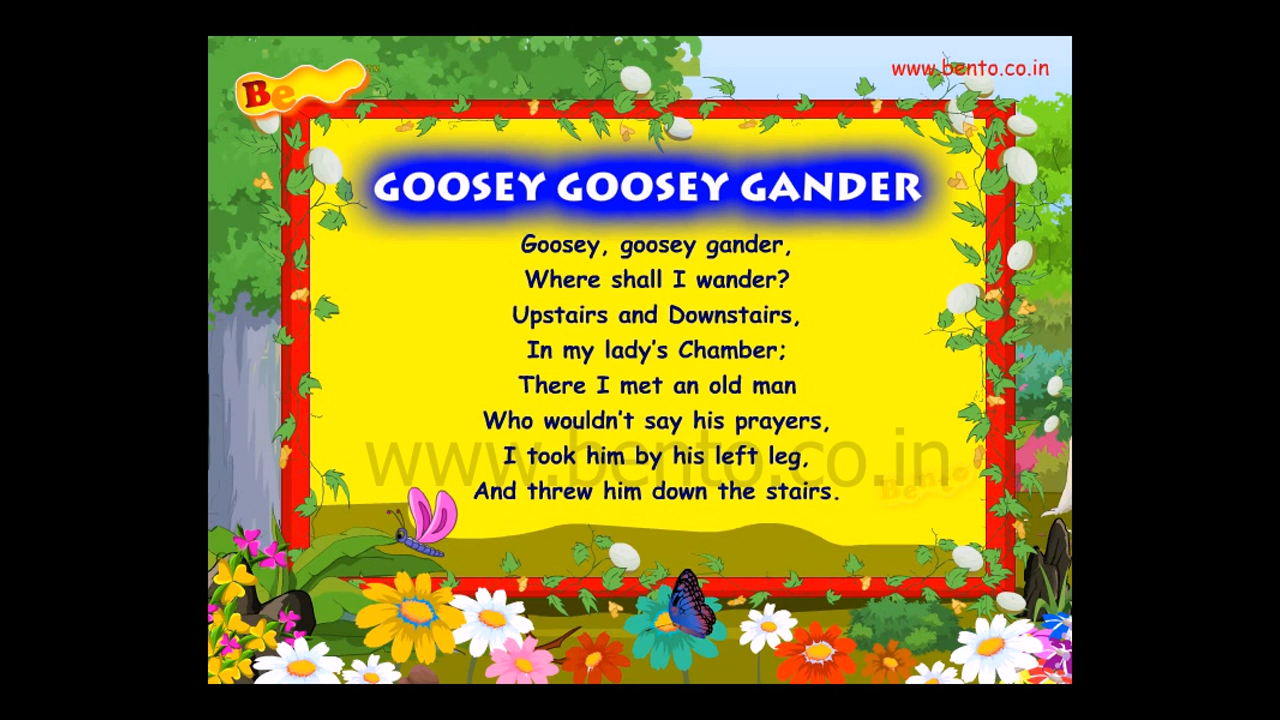 Be
www.bento.co.in
GOOSEY GOOSEY GANDER
Goosey, goosey gander,
Where shall I wander?
Upstairs and Downstairs,
In my lady's Chamber;
There I met an old man
Who wouldn't say his prayers,
www.bento.co.in
I took him by his left leg,
Bento
And threw him down the stairs.